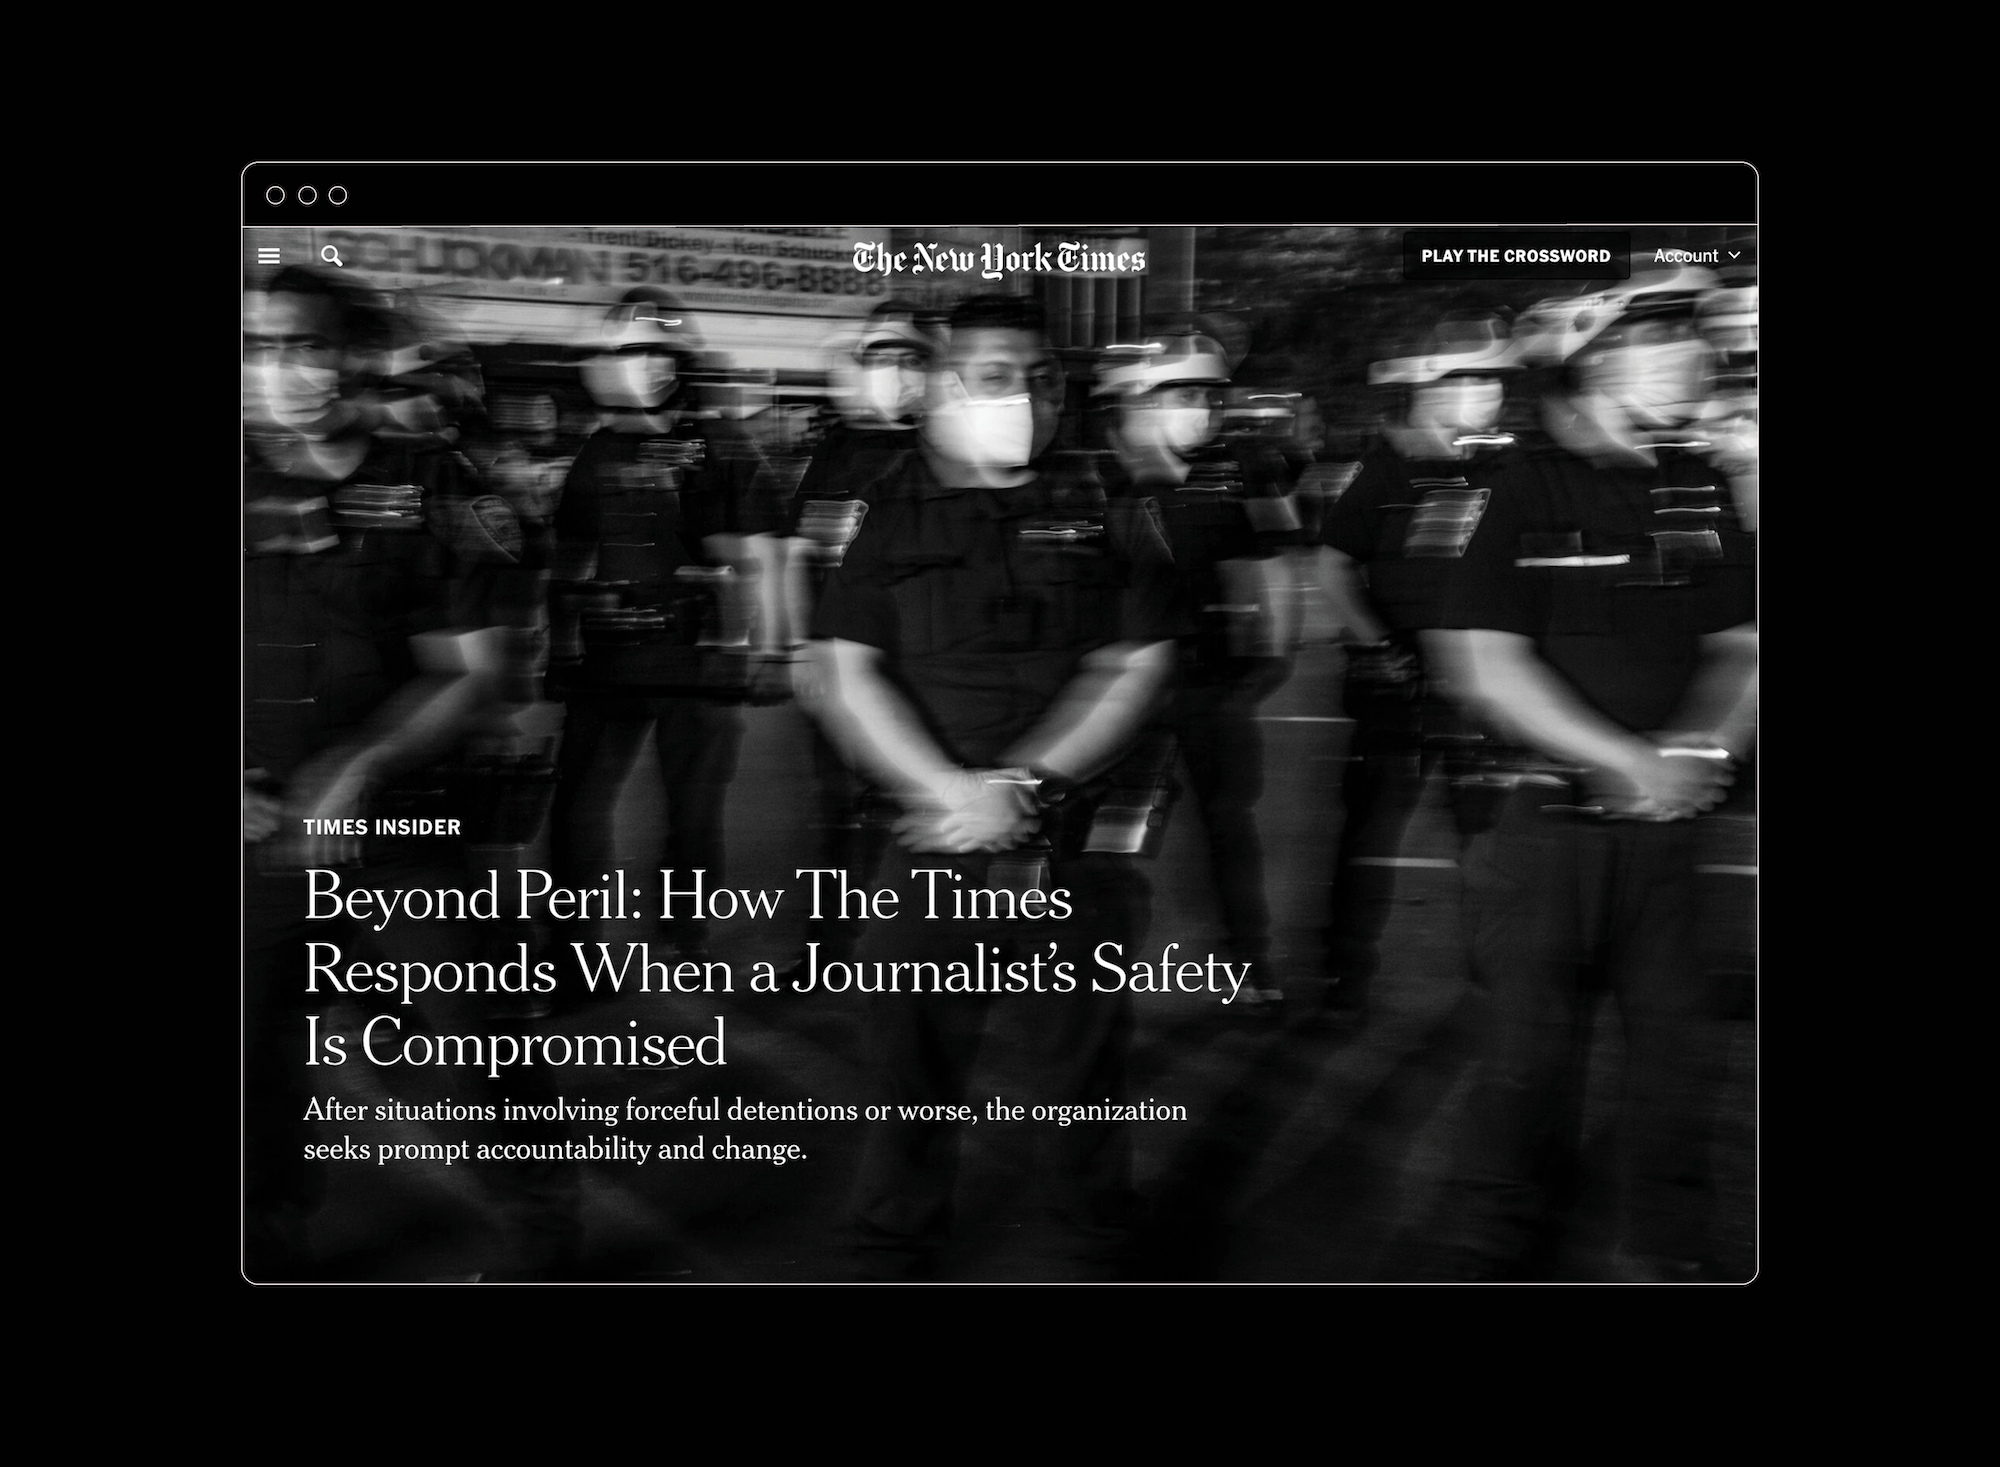 Trent Dickey - Ken Schuck
SCHUCKMAN 516-496-8888
The New York Times
PLAY THE CROSSWORD
Account
TIMES INSIDER
Beyond Peril: How The Times
Responds When a Journalist’s Safety
Is Compromised
After situations involving forceful detentions or worse, the organization
seeks prompt accountability and change.